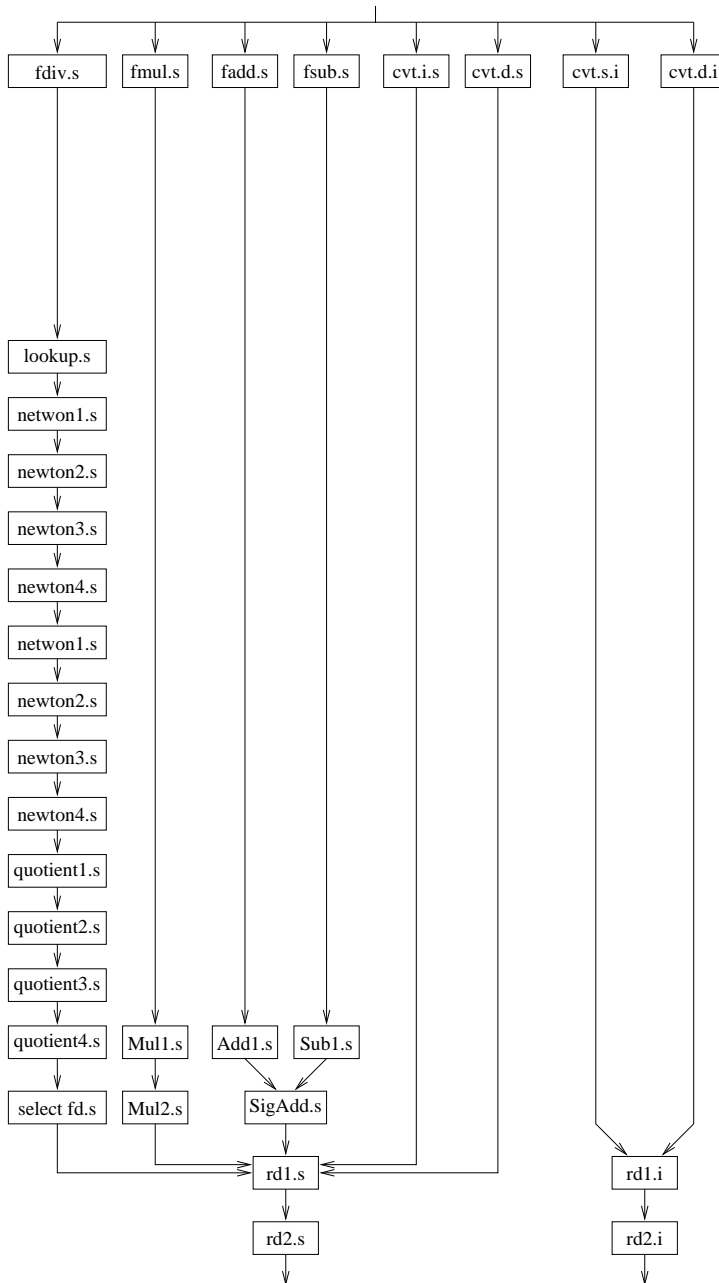 fdiv.s
fmul.s
fadd.s
fsub.s
cvt.i.s
cvt.d.s
cvt.s.i
cvt.d.i
lookup.s
netwon1.s
newton2.s
newton3.s
newton4.s
netwon1.s
newton2.s
newton3.s
newton4.s
quotient1.s
quotient2.s
quotient3.s
quotient4.s
Mul1.s
Add1.s
Sub1.s
select fd.s
Mul2.s
SigAdd.s
rd1.s
rd1.i
rd2.s
rd2.i